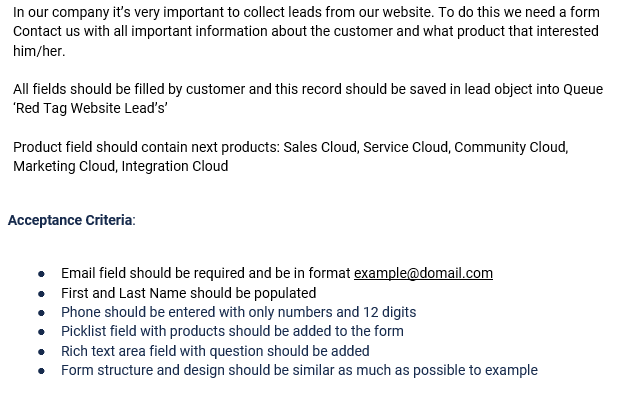 In our company it’s very important to collect leads from our website. To do this we need a form
Contact us with all important information about the customer and what product that interested
him/her.
All fields should be filled by customer and this record should be saved in lead object into Queue
‘Red Tag Website Lead’s’
Product field should contain next products: Sales Cloud, Service Cloud, Community Cloud,
Marketing Cloud, Integration Cloud
Acceptance Criteria:
● Email field should be required and be in format example@domail.com
● First and Last Name should be populated
● Phone should be entered with only numbers and 12 digits
● Picklist field with products should be added to the form
● Rich text area field with question should be added
● Form structure and design should be similar as much as possible to example